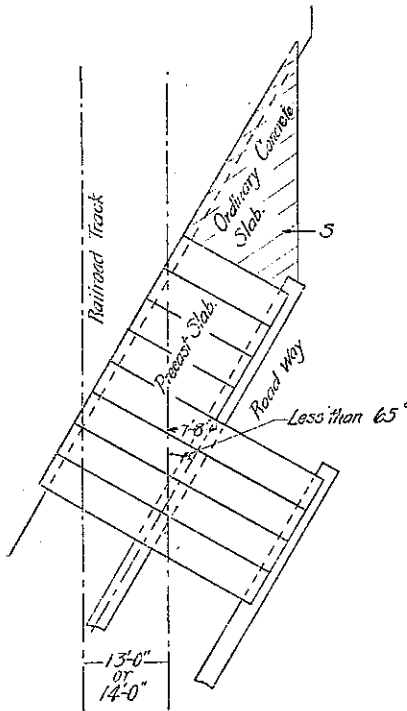 Ordinary Concrete
Slab.
S
Railroad Track
Precast Slab.
Road Way
7'-8"
Less than 65°
13'-0"
or
14'-0"